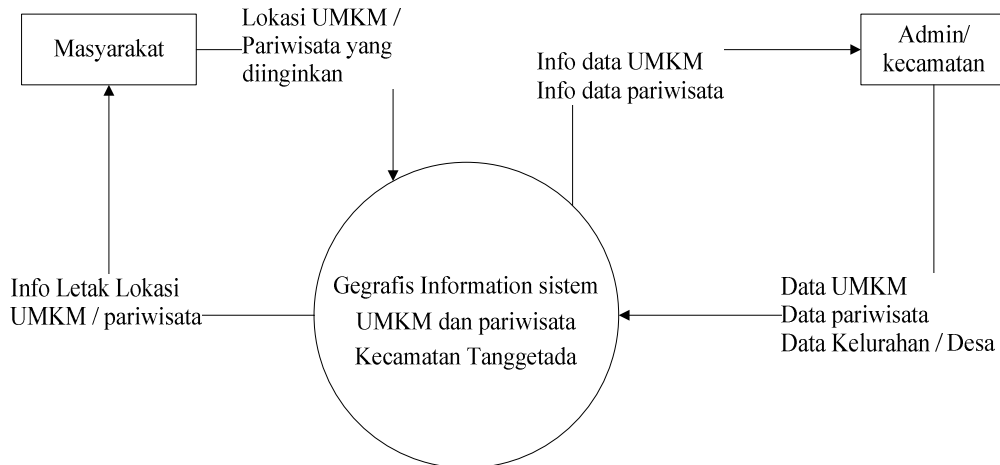 Masyarakat
Lokasi UMKM /
Pariwisata yang
diinginkan
Info data UMKM
Info data pariwisata
Admin/
kecamatan
Info Letak Lokasi
UMKM / pariwisata
Gegrafis Information sistem
UMKM dan pariwisata
Kecamatan Tanggetada
Data UMKM
Data pariwisata
Data Kelurahan / Desa